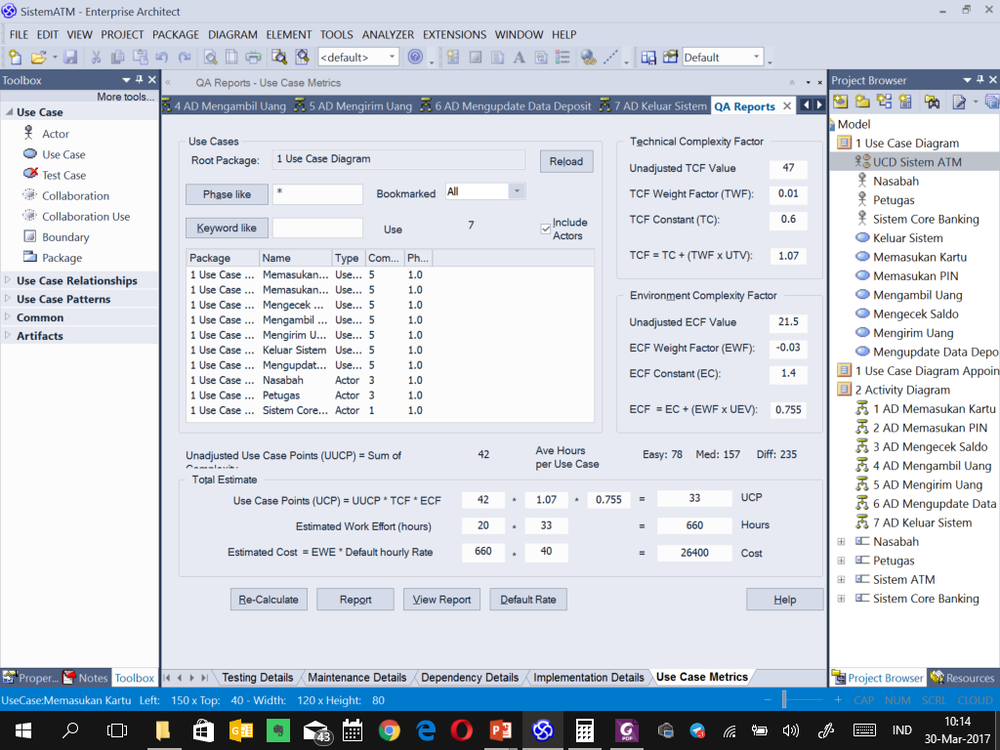 SistemATM - Enterprise Architect
FILE EDIT VIEW PROJECT PACKAGE DIAGRAM ELEMENT TOOLS ANALYZER EXTENSIONS WINDOW HELP
<default>
Default
Toolbox
More tools...
Use Case
Actor
Use Case
Test Case
Collaboration
Collaboration Use
Boundary
Package
Use Case Relationships
Use Case Patterns
Common
Artifacts
Proper... Notes Toolbox
QA Reports - Use Case Metrics
4 AD Mengambil Uang 5 AD Mengirim Uang 6 AD Mengupdate Data Deposit 7 AD Keluar Sistem QA Reports
Use Cases
Root Package: 1 Use Case Diagram Reload
Phase like * Bookmarked All
Keyword like Use 7 Include Actors
Package Name Type Com... Ph...
1 Use Case ... Memasukan... Use... 5 1.0
1 Use Case ... Memasukan... Use... 5 1.0
1 Use Case ... Mengecek ... Use... 5 1.0
1 Use Case ... Mengambil ... Use... 5 1.0
1 Use Case ... Mengirim U... Use... 5 1.0
1 Use Case ... Keluar Sistem Use... 5 1.0
1 Use Case ... Mengupdat... Use... 5 1.0
1 Use Case ... Nasabah Actor 3 1.0
1 Use Case ... Petugas Actor 3 1.0
1 Use Case ... Sistem Core... Actor 1 1.0
Technical Complexity Factor
Unadjusted TCF Value 47
TCF Weight Factor (TWF): 0.01
TCF Constant (TC): 0.6
TCF = TC + (TWF x UTV): 1.07
Environment Complexity Factor
Unadjusted ECF Value 21.5
ECF Weight Factor (EWF): -0.03
ECF Constant (EC): 1.4
ECF = EC + (EWF x UEV): 0.755
Unadjusted Use Case Points (UUCP) = Sum of Complexity 42
Ave Hours
per Use Case
Easy: 78 Med: 157 Diff: 235
Total Estimate
Use Case Points (UCP) = UUCP * TCF * ECF 42 * 1.07 * 0.755 = 33 UCP
Estimated Work Effort (hours) 20 * 33 = 660 Hours
Estimated Cost = EWE * Default hourly Rate 660 * 40 = 26400 Cost
Re-Calculate Report View Report Default Rate Help
Testing Details Maintenance Details Dependency Details Implementation Details Use Case Metrics
Project Browser
Model
1 Use Case Diagram
UCD Sistem ATM
Nasabah
Petugas
Sistem Core Banking
Keluar Sistem
Memasukan Kartu
Memasukan PIN
Mengambil Uang
Mengecek Saldo
Mengirim Uang
Mengupdate Data Depo
1 Use Case Diagram Appoin
2 Activity Diagram
1 AD Memasukan Kartu
2 AD Memasukan PIN
3 AD Mengecek Saldo
4 AD Mengambil Uang
5 AD Mengirim Uang
6 AD Mengupdate Data
7 AD Keluar Sistem
Nasabah
Petugas
Sistem ATM
Sistem Core Banking
Project Browser Resources
UseCase:Memasukan Kartu Left: 150 x Top: 40 - Width: 120 x Height: 80
CAP NUM SCRL CLOUD
43
PDF
IND
10:14
30-Mar-2017